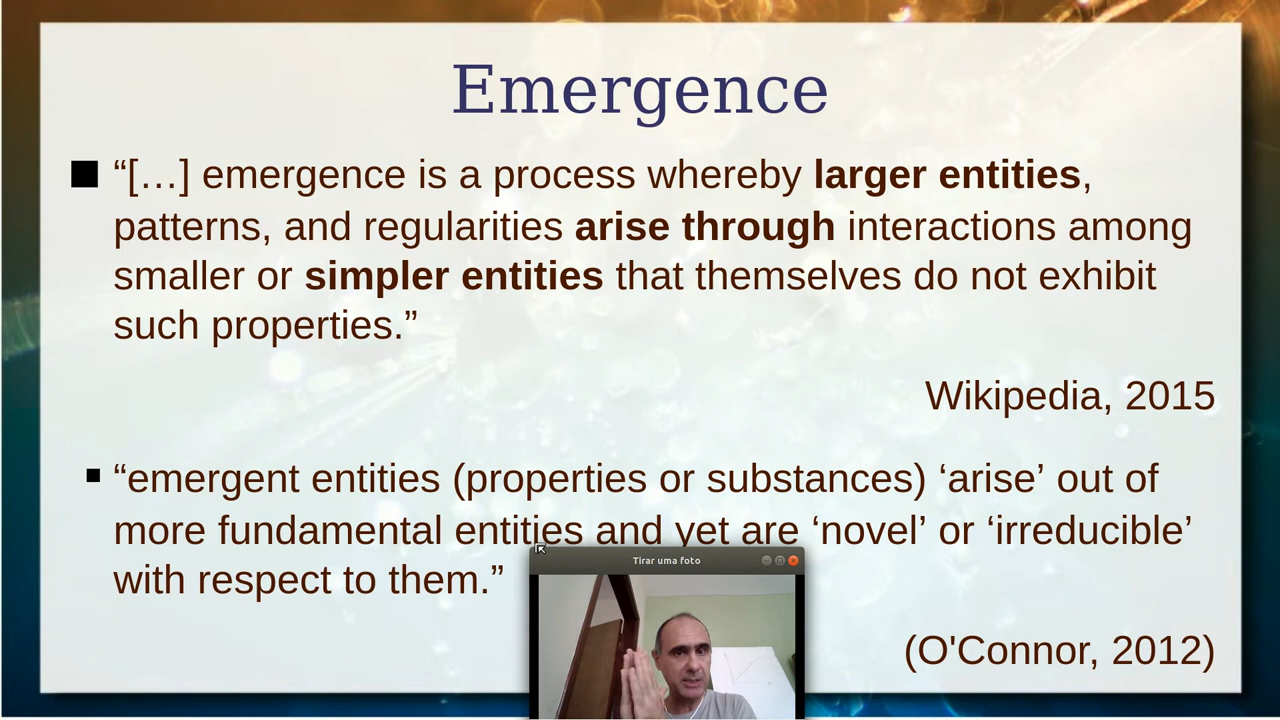 Emergence
“[…] emergence is a process whereby larger entities,
patterns, and regularities arise through interactions among
smaller or simpler entities that themselves do not exhibit
such properties.”
Wikipedia, 2015
“emergent entities (properties or substances) ‘arise’ out of
more fundamental entities and yet are ‘novel’ or ‘irreducible’
with respect to them.”
Tirar uma foto
(O'Connor, 2012)